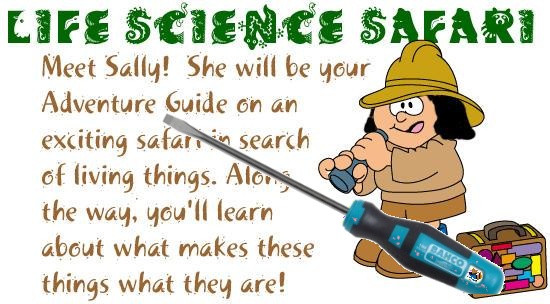 LIFE SCIENCE SAFARI
Meet Sally! She will be your
Adventure Guide on an
exciting safari in search
of living things. Along
the way, you'll learn
about what makes these
things what they are!
BAHCO